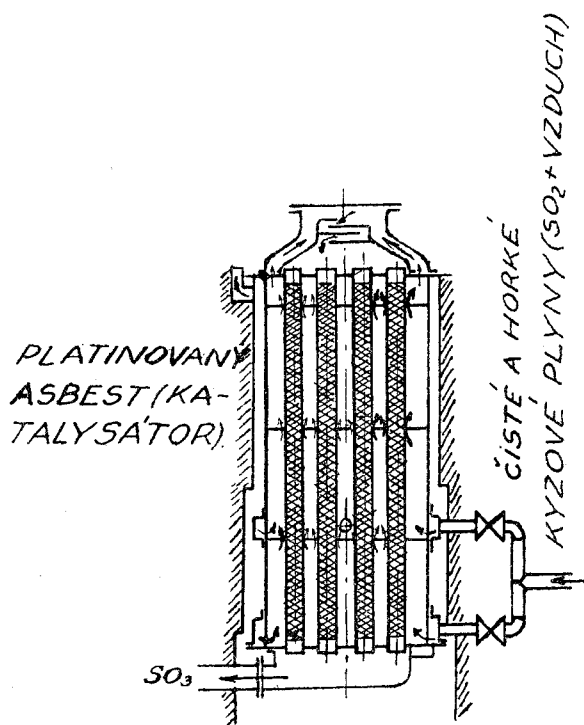 PLATINOVANÝ
ASBEST (KA-
TALYSÁTOR)
ČISTÉ A HORKÉ
KYZOVÉ PLYNY (SO₂ + VZDUCH)
SO₃